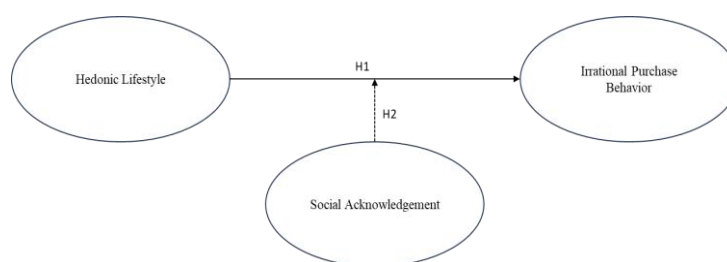 H1
Hedonic Lifestyle
Irrational Purchase
Behavior
H2
Social Acknowledgement